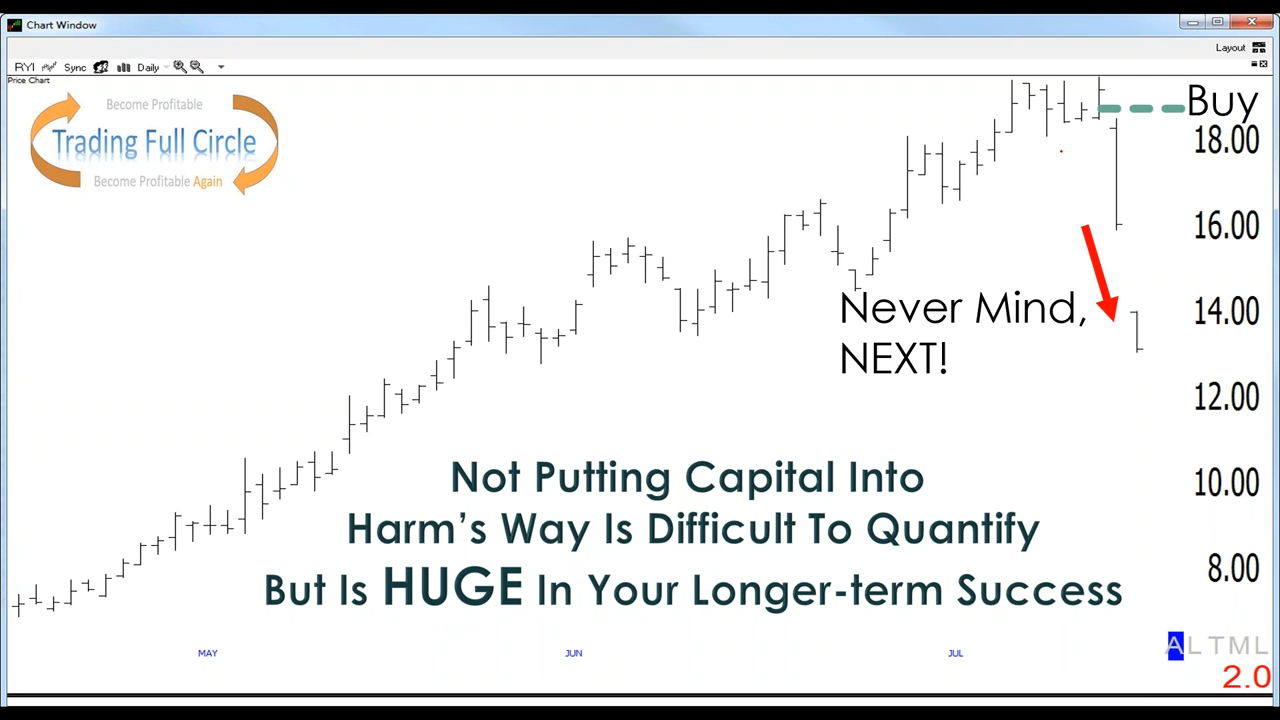 Chart Window
Layout
RYI Sync Daily
Price Chart
Become Profitable
Trading Full Circle
Become Profitable Again
Buy
18.00
16.00
14.00
12.00
10.00
8.00
Never Mind,
NEXT!
Not Putting Capital Into
Harm's Way Is Difficult To Quantify
But Is HUGE In Your Longer-term Success
MAY JUN JUL
ALTML
2.0